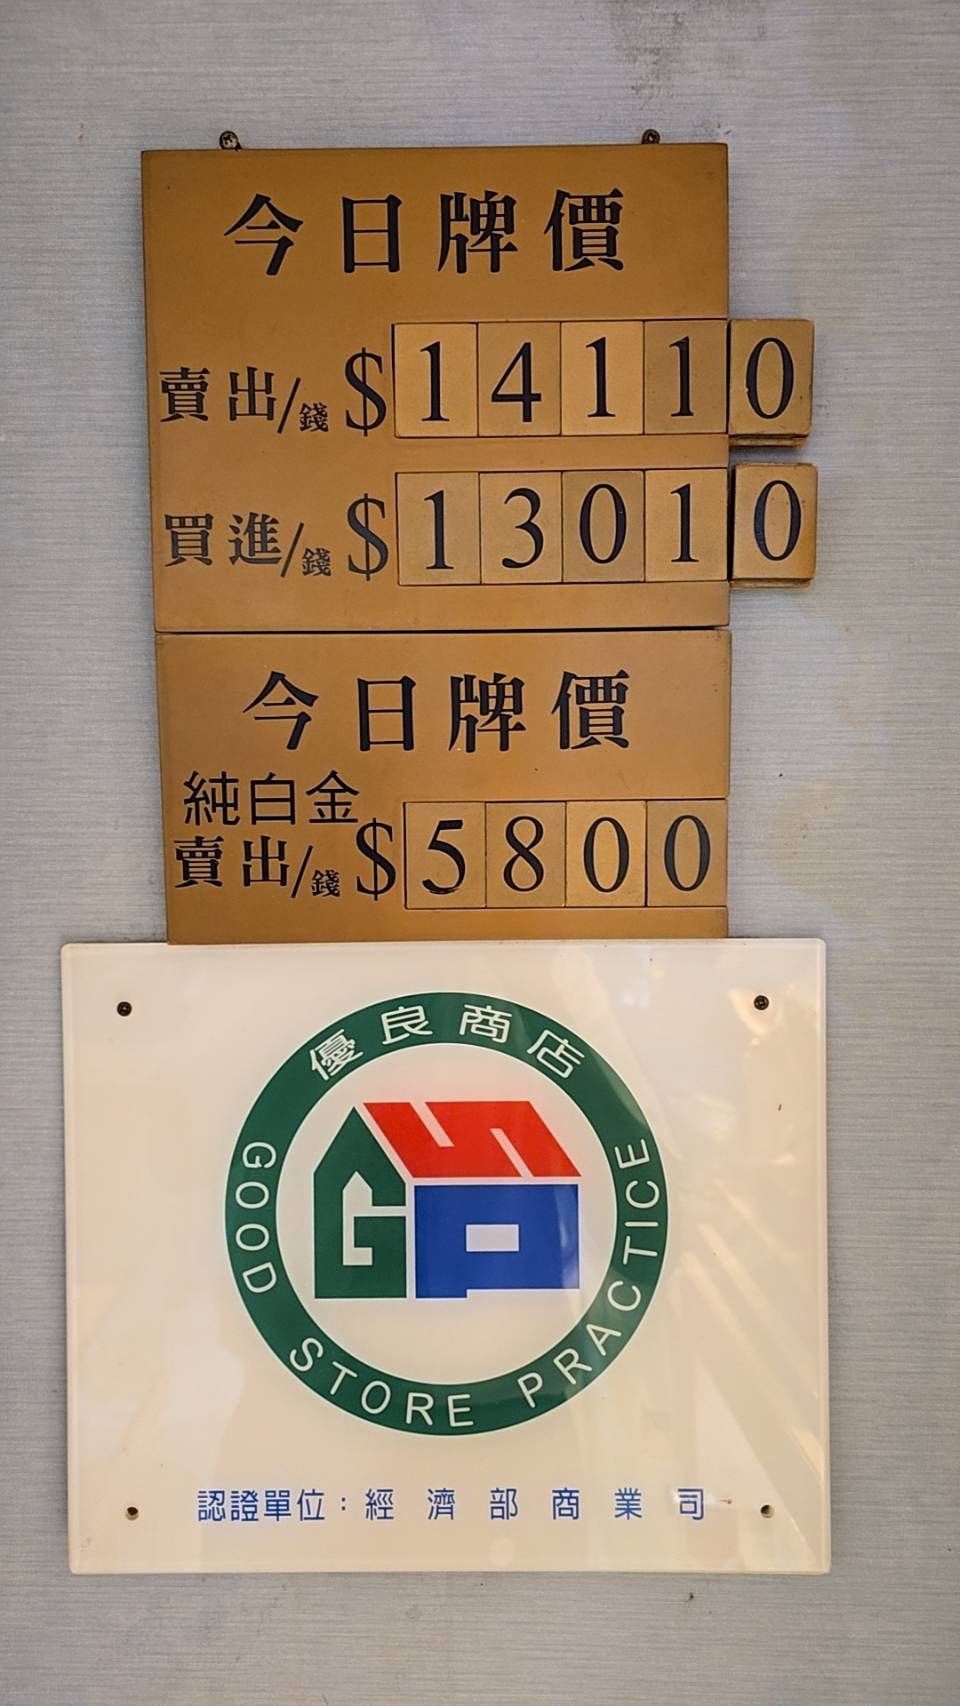 今日牌價
賣出/錢 $14110
買進/錢 $13010
今日牌價
純白金
賣出/錢 $5800
優良商店
GSP
GOOD STORE PRACTICE
認證單位：經濟部商業司